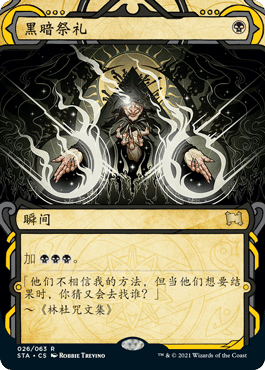 黑暗祭礼
瞬间
加。
「他们不相信我的方法，但当他们想要结
果时，你猜又会去找谁？」
～《林杜咒文集》
026/063 R
STA • CS Robbie Trevino
™ & © 2021 Wizards of the Coast